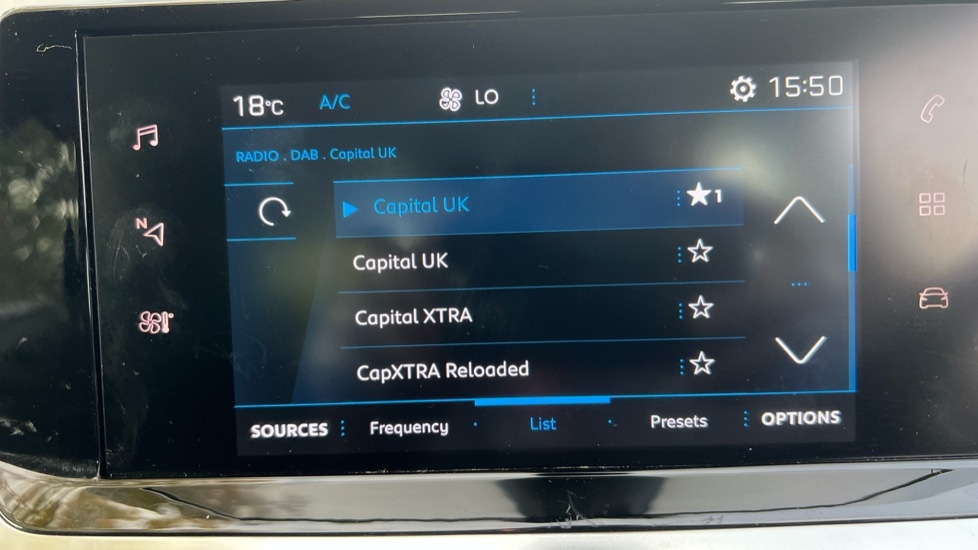 18°C A/C LO 15:50
RADIO . DAB . Capital UK
Capital UK 1
N
Capital UK
Capital XTRA
CapXTRA Reloaded
SOURCES Frequency List Presets OPTIONS